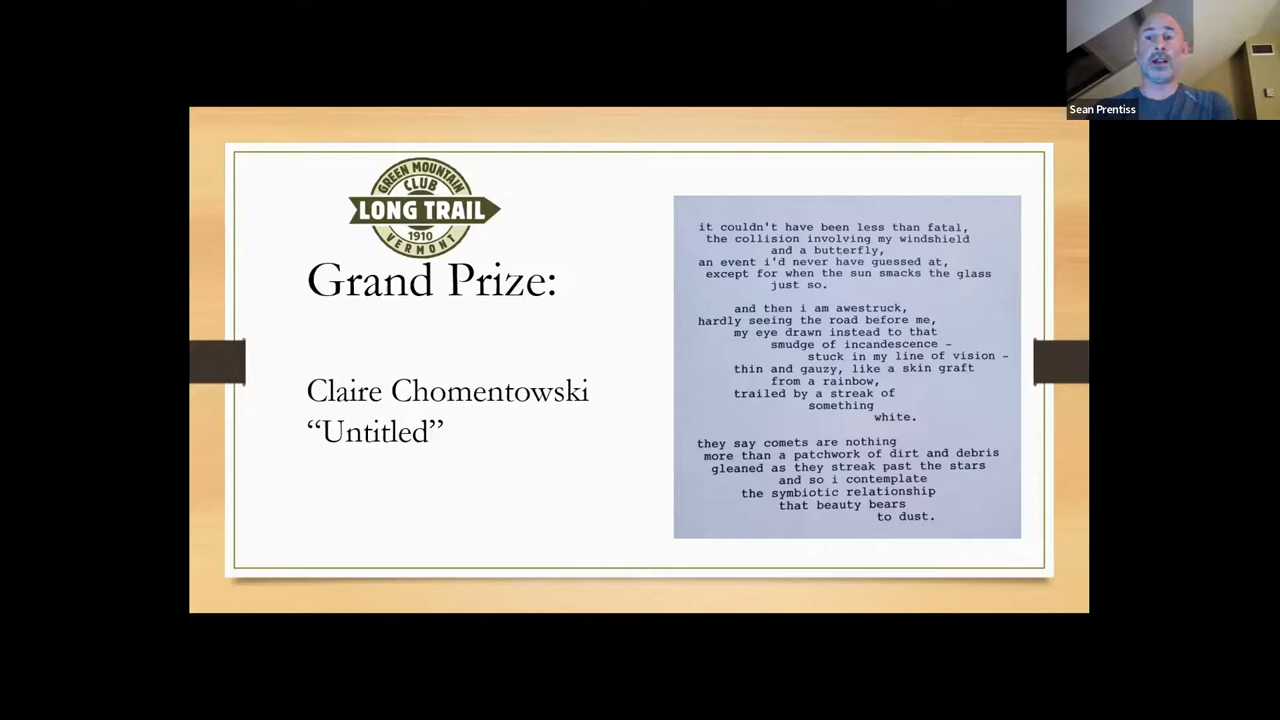 Sean Prentiss
GREEN MOUNTAIN
CLUB
LONG TRAIL
1910
VERMONT
Grand Prize:
Claire Chomentowski
“Untitled”
it couldn't have been less than fatal,
the collision involving my windshield
and a butterfly,
an event i'd never have guessed at,
except for when the sun smacks the glass
just so.
and then i am awestruck,
hardly seeing the road before me,
my eye drawn instead to that
smudge of incandescence -
stuck in my line of vision -
thin and gauzy, like a skin graft
from a rainbow,
trailed by a streak of
something
white.
they say comets are nothing
more than a patchwork of dirt and debris
gleaned as they streak past the stars
and so i contemplate
the symbiotic relationship
that beauty bears
to dust.